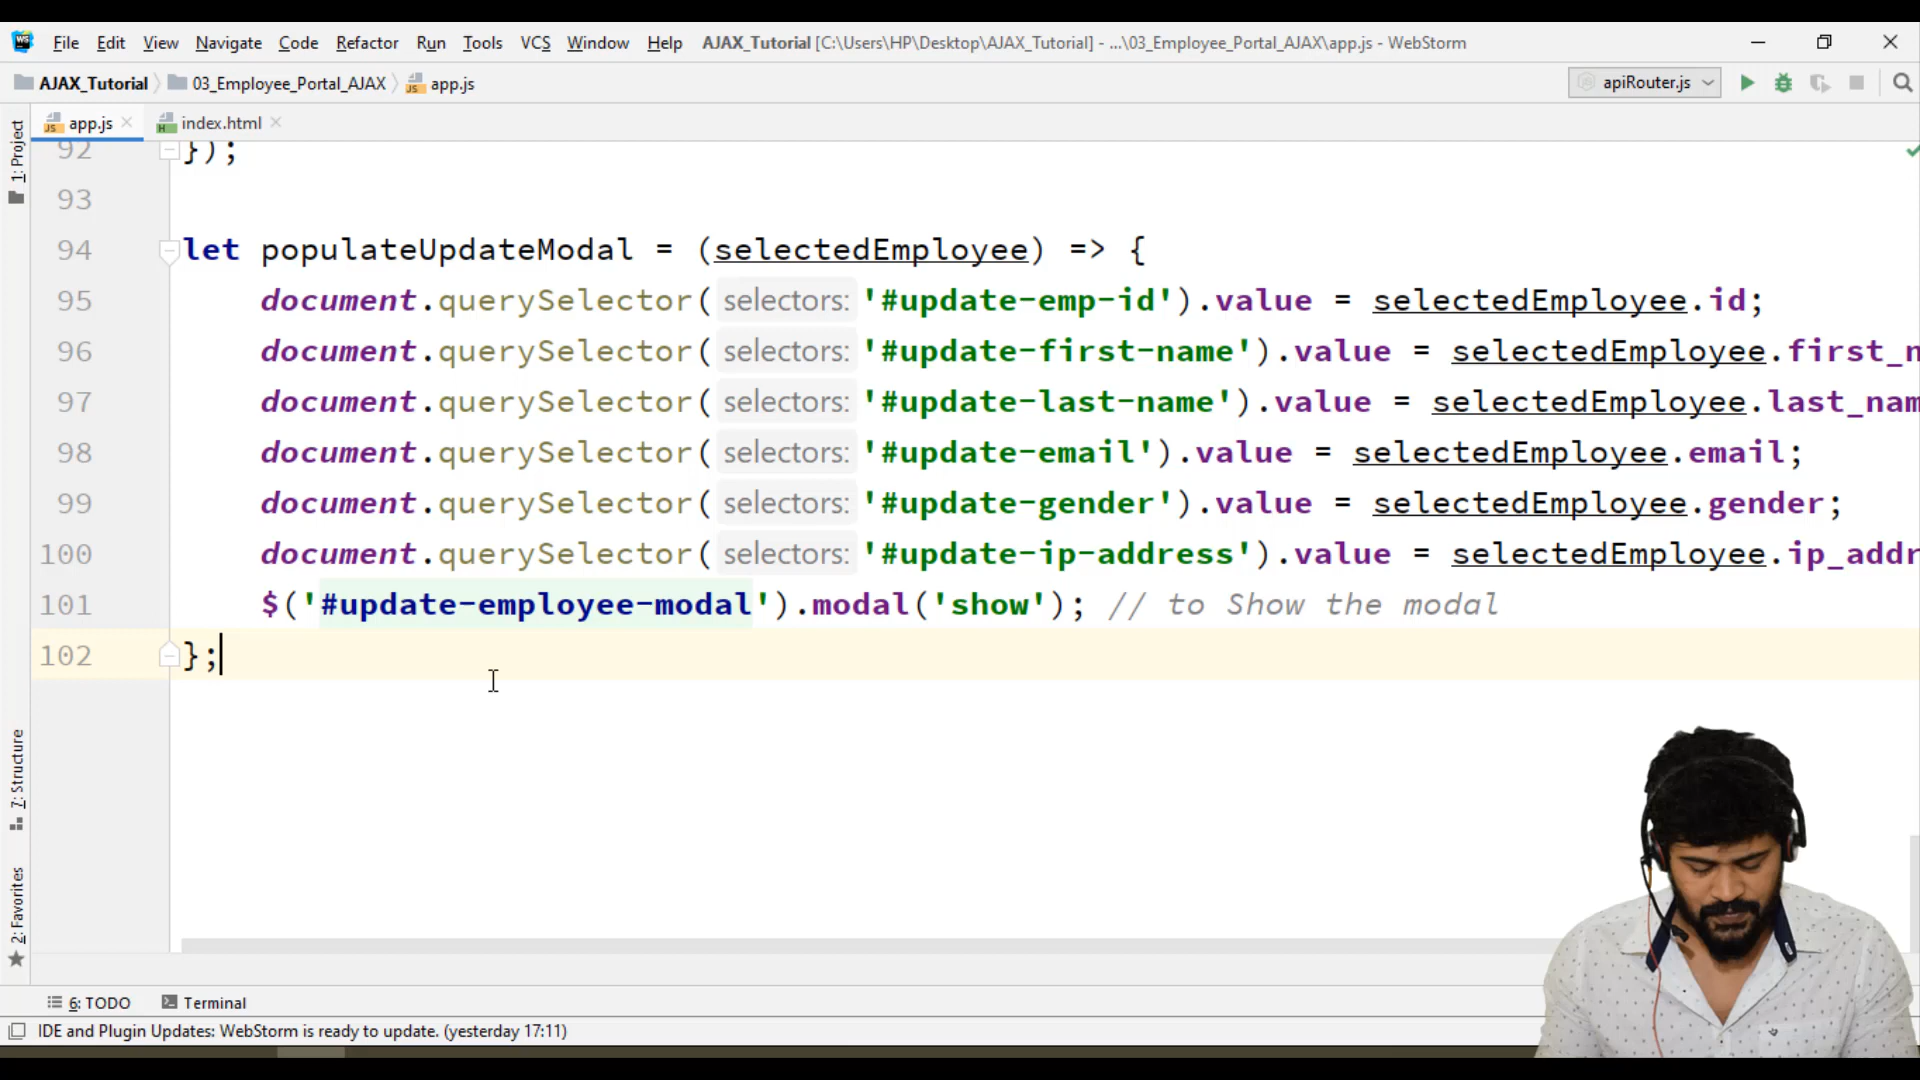 WS File Edit View Navigate Code Refactor Run Tools VCS Window Help AJAX_Tutorial [C:\Users\HP\Desktop\AJAX_Tutorial] - ...\03_Employee_Portal_AJAX\app.js - WebStorm
AJAX_Tutorial 03_Employee_Portal_AJAX JS app.js apiRouter.js
JS app.js H index.html
1: Project
92 });
93
94 let populateUpdateModal = (selectedEmployee) => {
95 document.querySelector( selectors: '#update-emp-id').value = selectedEmployee.id;
96 document.querySelector( selectors: '#update-first-name').value = selectedEmployee.first_n
97 document.querySelector( selectors: '#update-last-name').value = selectedEmployee.last_nam
98 document.querySelector( selectors: '#update-email').value = selectedEmployee.email;
99 document.querySelector( selectors: '#update-gender').value = selectedEmployee.gender;
100 document.querySelector( selectors: '#update-ip-address').value = selectedEmployee.ip_addr
101 $('#update-employee-modal').modal('show'); // to Show the modal
102 };
7: Structure
2: Favorites
6: TODO Terminal
IDE and Plugin Updates: WebStorm is ready to update. (yesterday 17:11)